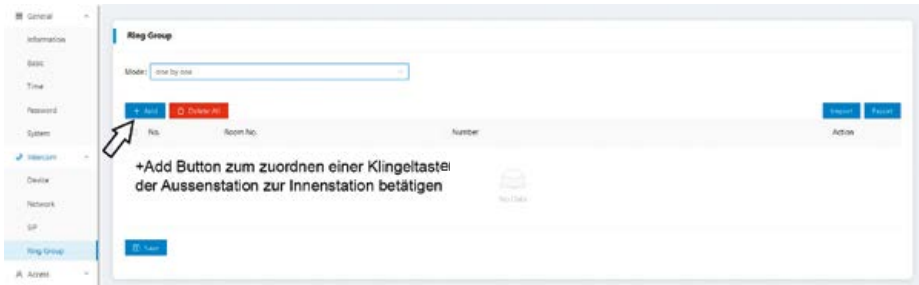 General
Information
Basic
Time
Password
System
Intercom
Device
Network
SIP
Ring Group
Access
Ring Group
Mode: one by one
+ Add Delete All Import Export
No. Room No. Number Action
+Add Button zum zuordnen einer Klingeltaste
der Aussenstation zur Innenstation betätigen
No Data
Save